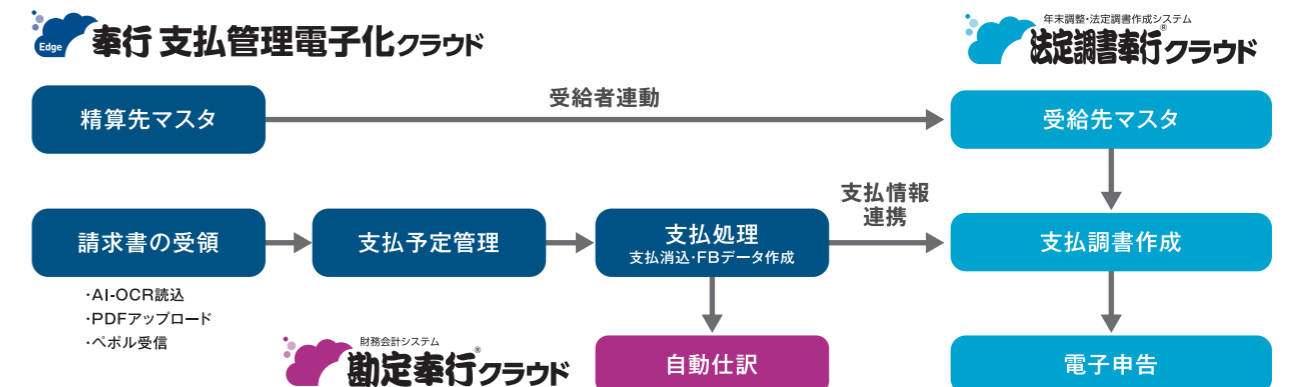 Edge
奉行 支払管理電子化クラウド
年末調整・法定調書作成システム
法定調書奉行®クラウド
精算先マスタ
受給者連動
受給先マスタ
請求書の受領
支払予定管理
支払処理
支払消込・FBデータ作成
支払情報
連携
支払調書作成
・AI-OCR読込
・PDFアップロード
・ペポル受信
財務会計システム
勘定奉行®クラウド
自動仕訳
電子申告